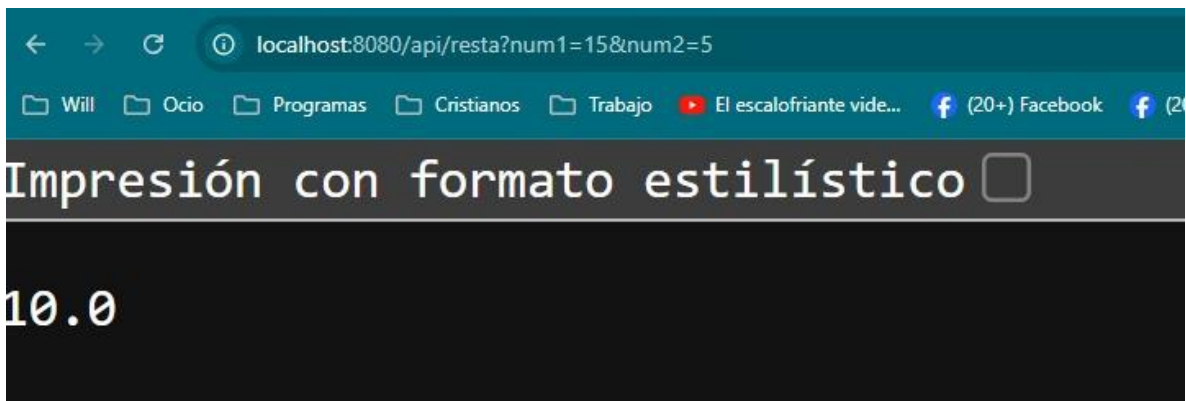 localhost:8080/api/resta?num1=15&num2=5
Will Ocio Programas Cristianos Trabajo El escalofriante vide... (20+) Facebook (20
Impresión con formato estilístico
10.0